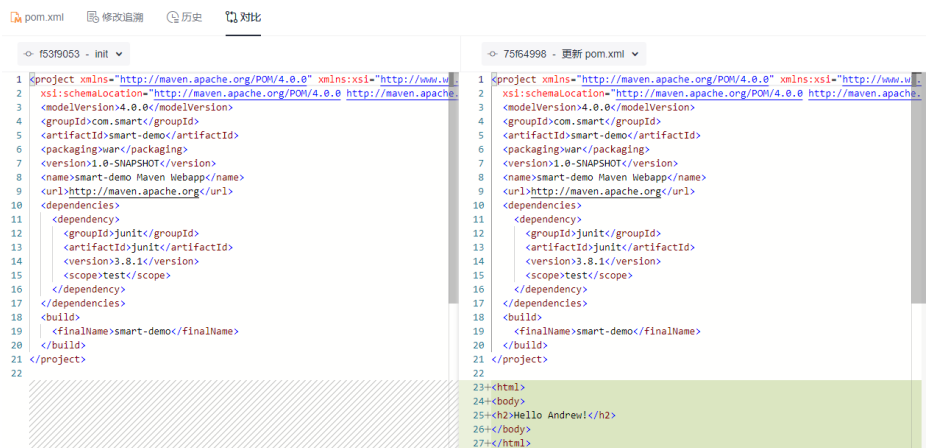 pom.xml 修改追溯 历史 对比
f53f9053 - init
1 <project xmlns="http://maven.apache.org/POM/4.0.0" xmlns:xsi="http://www.w
2 xsi:schemaLocation="http://maven.apache.org/POM/4.0.0 http://maven.apache.
3 <modelVersion>4.0.0</modelVersion>
4 <groupId>com.smart</groupId>
5 <artifactId>smart-demo</artifactId>
6 <packaging>war</packaging>
7 <version>1.0-SNAPSHOT</version>
8 <name>smart-demo Maven Webapp</name>
9 <url>http://maven.apache.org</url>
10 <dependencies>
11 <dependency>
12 <groupId>junit</groupId>
13 <artifactId>junit</artifactId>
14 <version>3.8.1</version>
15 <scope>test</scope>
16 </dependency>
17 </dependencies>
18 <build>
19 <finalName>smart-demo</finalName>
20 </build>
21 </project>
22
75f64998 - 更新 pom.xml
1 <project xmlns="http://maven.apache.org/POM/4.0.0" xmlns:xsi="http://www.w
2 xsi:schemaLocation="http://maven.apache.org/POM/4.0.0 http://maven.apache.
3 <modelVersion>4.0.0</modelVersion>
4 <groupId>com.smart</groupId>
5 <artifactId>smart-demo</artifactId>
6 <packaging>war</packaging>
7 <version>1.0-SNAPSHOT</version>
8 <name>smart-demo Maven Webapp</name>
9 <url>http://maven.apache.org</url>
10 <dependencies>
11 <dependency>
12 <groupId>junit</groupId>
13 <artifactId>junit</artifactId>
14 <version>3.8.1</version>
15 <scope>test</scope>
16 </dependency>
17 </dependencies>
18 <build>
19 <finalName>smart-demo</finalName>
20 </build>
21 </project>
22
23+<html>
24+<body>
25+<h2>Hello Andrew!</h2>
26+</body>
27+</html>